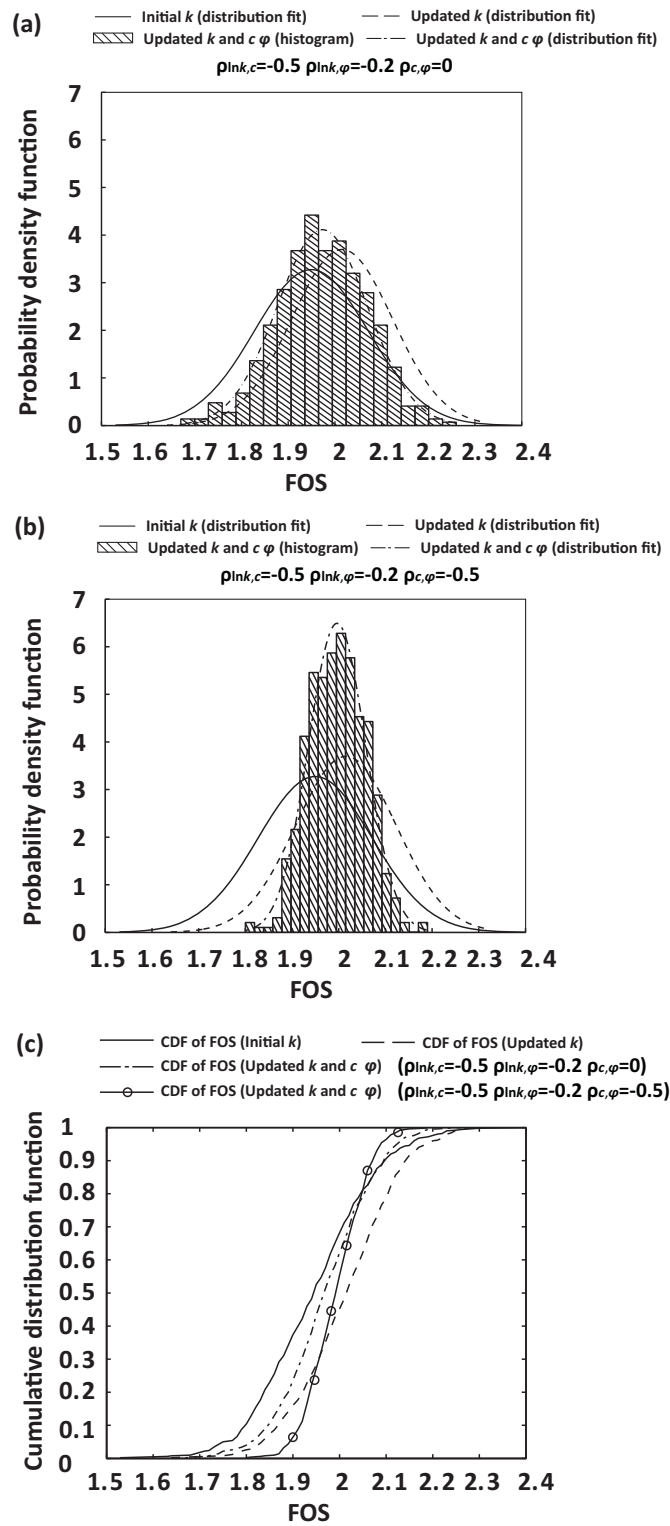 (a)
Initial k (distribution fit) Updated k (distribution fit)
Updated k and c φ (histogram) Updated k and c φ (distribution fit)
ρlnk,c=-0.5 ρlnk,φ=-0.2 ρc,φ=0
7
6
5
4
3
2
1
0
Probability density function
1.5 1.6 1.7 1.8 1.9 2 2.1 2.2 2.3 2.4
FOS
(b)
Initial k (distribution fit) Updated k (distribution fit)
Updated k and c φ (histogram) Updated k and c φ (distribution fit)
ρlnk,c=-0.5 ρlnk,φ=-0.2 ρc,φ=-0.5
7
6
5
4
3
2
1
0
Probability density function
1.5 1.6 1.7 1.8 1.9 2 2.1 2.2 2.3 2.4
FOS
(c)
CDF of FOS (Initial k) CDF of FOS (Updated k)
CDF of FOS (Updated k and c φ) (ρlnk,c=-0.5 ρlnk,φ=-0.2 ρc,φ=0)
CDF of FOS (Updated k and c φ) (ρlnk,c=-0.5 ρlnk,φ=-0.2 ρc,φ=-0.5)
1
0.9
0.8
0.7
0.6
0.5
0.4
0.3
0.2
0.1
0
Cumulative distribution function
1.5 1.6 1.7 1.8 1.9 2 2.1 2.2 2.3 2.4
FOS